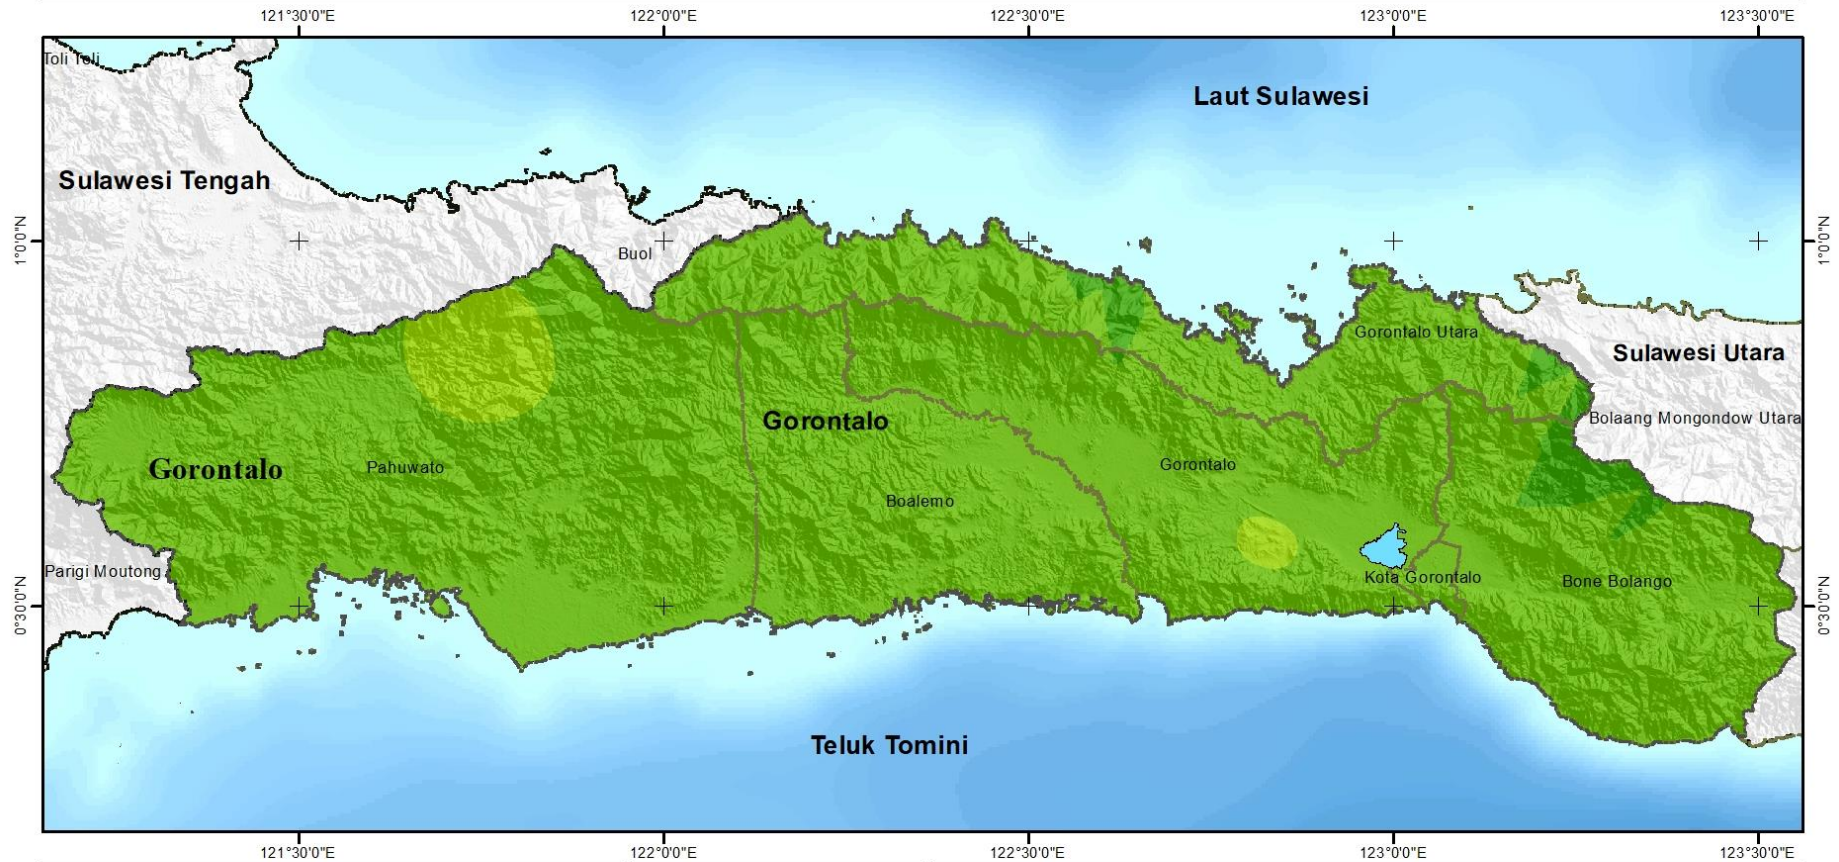 121°30'0"E 122°0'0"E 122°30'0"E 123°0'0"E 123°30'0"E
Toli Toli
Laut Sulawesi
Sulawesi Tengah
1°0'0"N
1°0'0"N
Buol
Gorontalo Utara
Sulawesi Utara
Gorontalo
Bolaang Mongondow Utara
Gorontalo
Pahuwato
Gorontalo
Boalemo
Parigi Moutong
Kota Gorontalo
Bone Bolango
0°30'0"N
0°30'0"N
Teluk Tomini
121°30'0"E 122°0'0"E 122°30'0"E 123°0'0"E 123°30'0"E